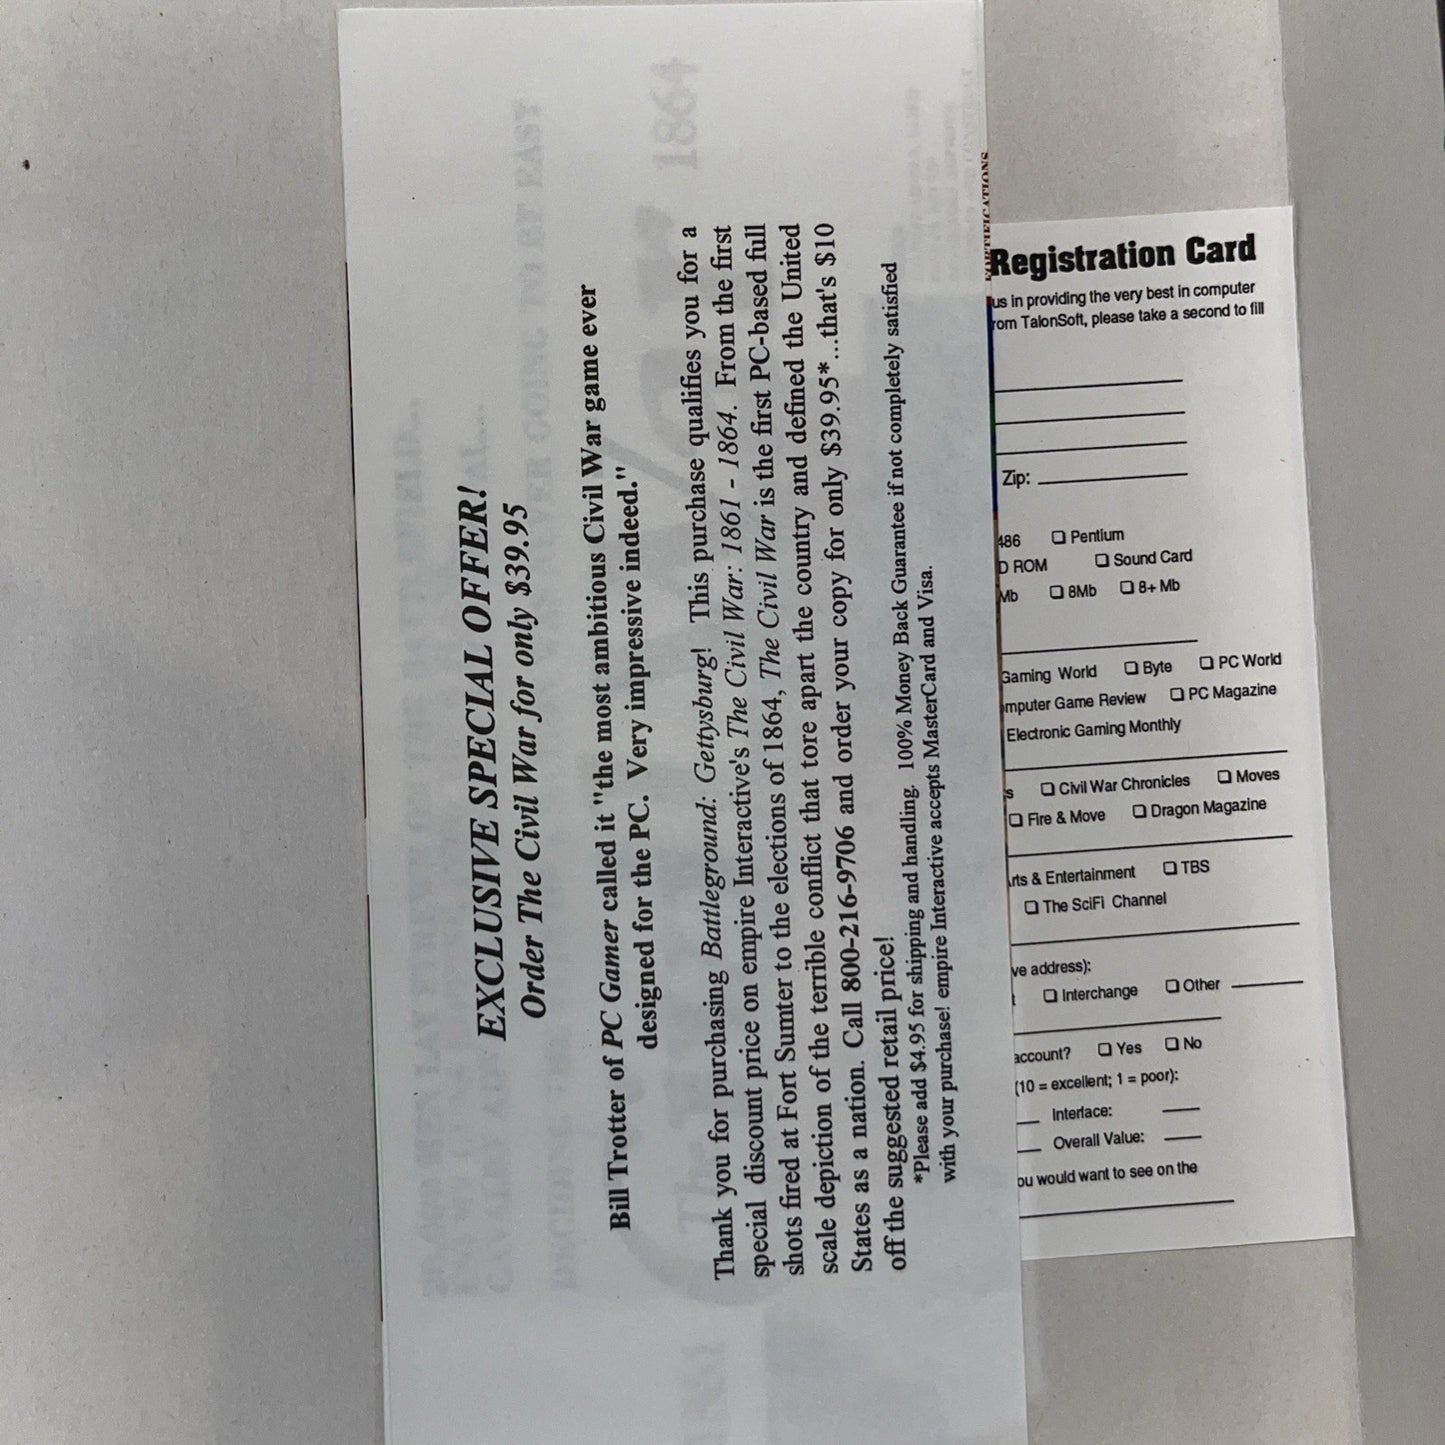 EXCLUSIVE SPECIAL OFFER!
Order The Civil War for only $39.95
Bill Trotter of PC Gamer called it "the most ambitious Civil War game ever
designed for the PC. Very impressive indeed."
Thank you for purchasing Battleground: Gettysburg! This purchase qualifies you for a
special discount price on empire Interactive's The Civil War: 1861 - 1864. From the first
shots fired at Fort Sumter to the elections of 1864, The Civil War is the first PC-based full
scale depiction of the terrible conflict that tore apart the country and defined the United
States as a nation. Call 800-216-9706 and order your copy for only $39.95*...that's $10
off the suggested retail price!
*Please add $4.95 for shipping and handling. 100% Money Back Guarantee if not completely satisfied
with your purchase! empire Interactive accepts MasterCard and Visa.
1864
Registration Card
us in providing the very best in computer
rom TalonSoft, please take a second to fill
Zip:
486 Pentium
D ROM Sound Card
Mb 8Mb 8+ Mb
Gaming World Byte PC World
mputer Game Review PC Magazine
Electronic Gaming Monthly
s Civil War Chronicles Moves
Fire & Move Dragon Magazine
rts & Entertainment TBS
The SciFi Channel
ve address):
Interchange Other
account? Yes No
(10 = excellent; 1 = poor):
Interface:
Overall Value:
ou would want to see on the